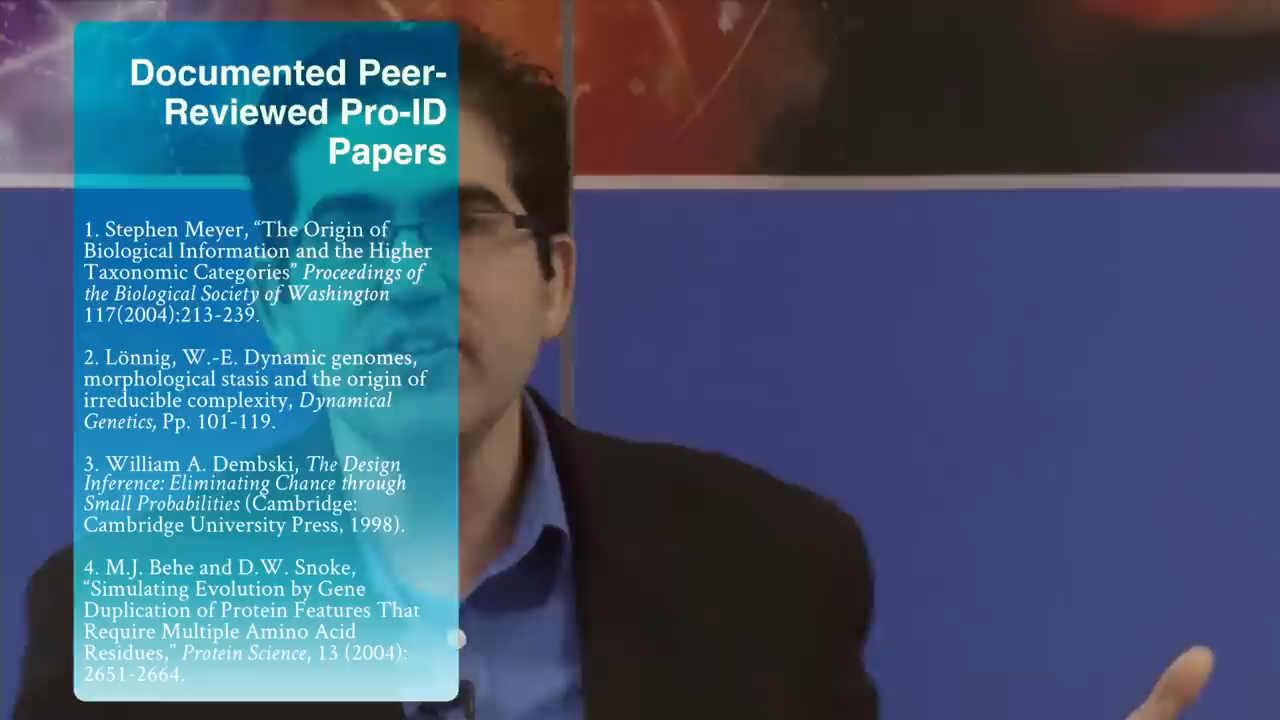 Documented Peer-
Reviewed Pro-ID
Papers
1. Stephen Meyer, “The Origin of
Biological Information and the Higher
Taxonomic Categories” Proceedings of
the Biological Society of Washington
117(2004):213-239.
2. Lönnig, W.-E. Dynamic genomes,
morphological stasis and the origin of
irreducible complexity, Dynamical
Genetics, Pp. 101-119.
3. William A. Dembski, The Design
Inference: Eliminating Chance through
Small Probabilities (Cambridge:
Cambridge University Press, 1998).
4. M.J. Behe and D.W. Snoke,
“Simulating Evolution by Gene
Duplication of Protein Features That
Require Multiple Amino Acid
Residues,” Protein Science, 13 (2004):
2651-2664.